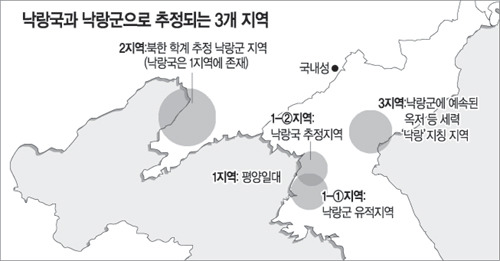 낙랑국과 낙랑군으로 추정되는 3개 지역
2지역:북한 학계 추정 낙랑군 지역
(낙랑국은 1지역에 존재)
국내성
3지역:낙랑군에 예속된
옥저 등 세력
'낙랑' 지칭 지역
1-②지역:
낙랑국 추정지역
1지역: 평양일대
1-①지역:
낙랑군 유적지역